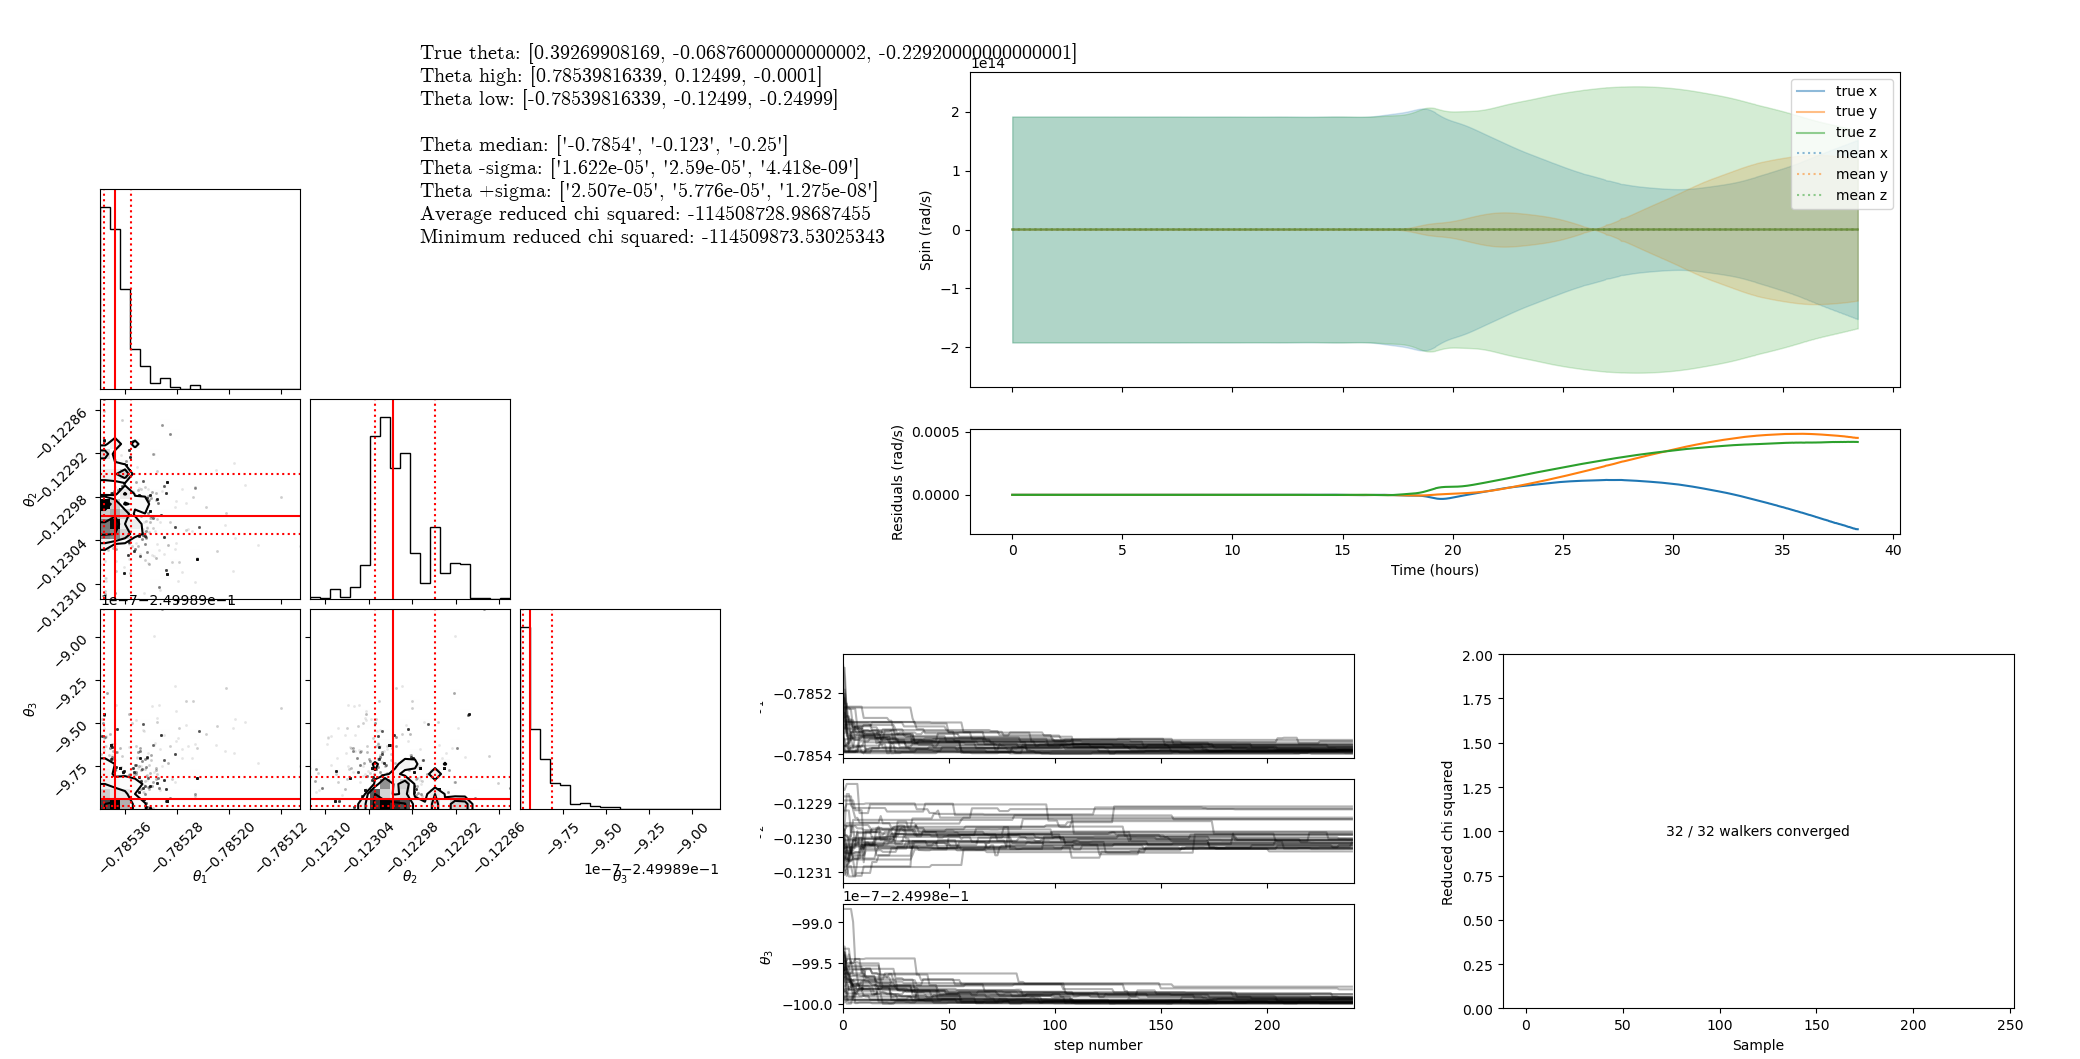 True theta: [0.39269908169, -0.06876000000000002, -0.22920000000000001]
Theta high: [0.78539816339, 0.12499, -0.0001]
Theta low: [-0.78539816339, -0.12499, -0.24999]
Theta median: ['-0.7854', '-0.123', '-0.25']
Theta -sigma: ['1.622e-05', '2.59e-05', '4.418e-09']
Theta +sigma: ['2.507e-05', '5.776e-05', '1.275e-08']
Average reduced chi squared: -114508728.98687455
Minimum reduced chi squared: -114509873.53025343
1e14
2
1
0
−1
−2
Spin (rad/s)
true x
true y
true z
mean x
mean y
mean z
0.0005
0.0000
Residuals (rad/s)
0 5 10 15 20 25 30 35 40
Time (hours)
−0.12286
−0.12292
−0.12298
−0.12304
−0.12310
θ2
1e−7−2.49989e−1
−9.00
−9.25
−9.50
−9.75
θ3
−0.78536 −0.78528 −0.78520 −0.78512
θ1
−0.12310 −0.12304 −0.12298 −0.12292 −0.12286
θ2
−9.75 −9.50 −9.25 −9.00
1e−7−2.49989e−1
θ3
−0.7852
−0.7854
−0.1229
−0.1230
−0.1231
1e−7−2.4998e−1
−99.0
−99.5
−100.0
θ3
0 50 100 150 200
step number
2.00
1.75
1.50
1.25
1.00
0.75
0.50
0.25
0.00
Reduced chi squared
32 / 32 walkers converged
0 50 100 150 200 250
Sample